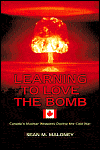 LEARNING
TO LOVE THE BOMB
Canada's Nuclear Weapons During the Cold War
SEAN M. MALONEY